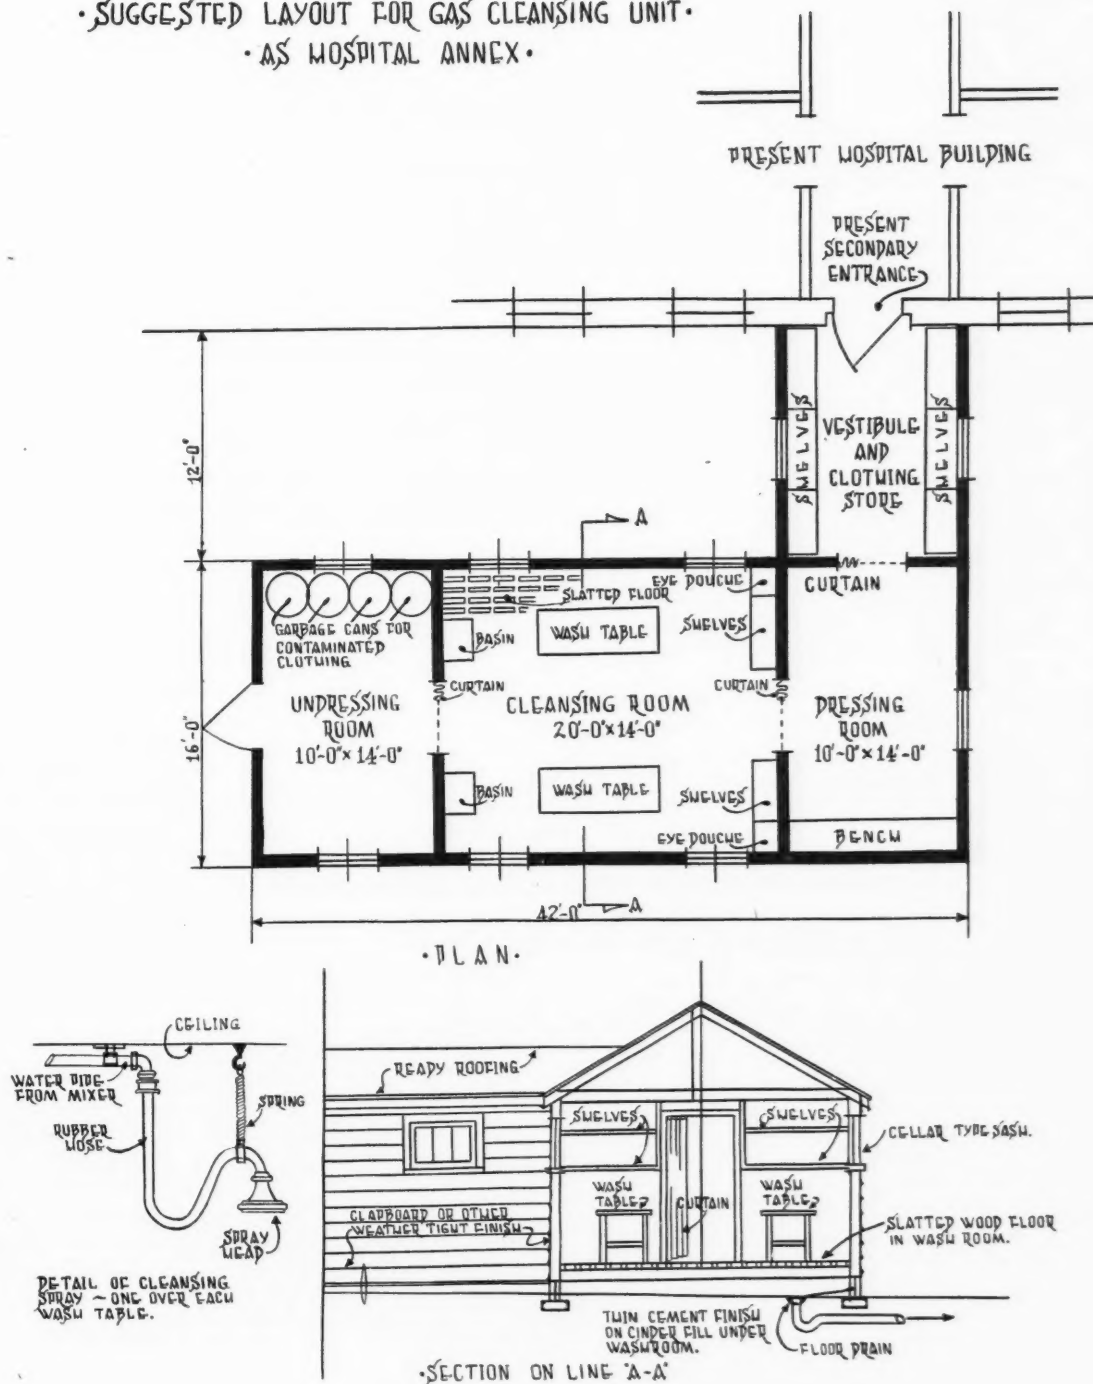 ·SUGGESTED LAYOUT FOR GAS CLEANSING UNIT·
·AS HOSPITAL ANNEX·
PRESENT HOSPITAL BUILDING
PRESENT
SECONDARY
ENTRANCE
12'-0"
SHELVES
VESTIBULE
AND
CLOTHING
STORE
SHELVES
A
CURTAIN
EYE DOUCHE
SLATTED FLOOR
GARBAGE CANS FOR
CONTAMINATED
CLOTHING
BASIN
WASH TABLE
SHELVES
CURTAIN
CURTAIN
16'-0"
UNDRESSING
ROOM
10'-0"×14'-0"
CLEANSING ROOM
20'-0"×14'-0"
DRESSING
ROOM
10'-0"×14'-0"
BASIN
WASH TABLE
SHELVES
EYE DOUCHE
BENCH
A
42'-0"
·PLAN·
CEILING
WATER PIPE
FROM MIXER
SPRING
RUBBER
HOSE
SPRAY
HEAD
DETAIL OF CLEANSING
SPRAY ~ ONE OVER EACH
WASH TABLE.
READY ROOFING
SHELVES
SHELVES
CELLAR TYPE SASH.
WASH
TABLE
CURTAIN
WASH
TABLE
CLAPBOARD OR OTHER
WEATHER TIGHT FINISH
SLATTED WOOD FLOOR
IN WASH ROOM.
THIN CEMENT FINISH
ON CINDER FILL UNDER
WASHROOM.
FLOOR DRAIN
·SECTION ON LINE "A-A"